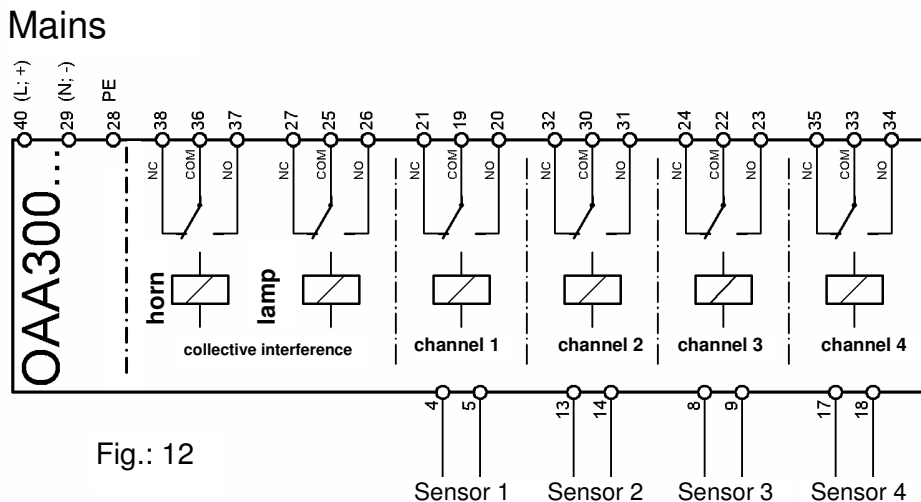 Mains
40 (L; +)
29 (N; -)
28 PE
38 36 37 27 25 26 21 19 20 32 30 31 24 22 23 35 33 34
NC COM NO NC COM NO NC COM NO NC COM NO NC COM NO NC COM NO
OAA300...
horn
lamp
collective interference
channel 1 channel 2 channel 3 channel 4
4 5 13 14 8 9 17 18
Fig.: 12
Sensor 1 Sensor 2 Sensor 3 Sensor 4